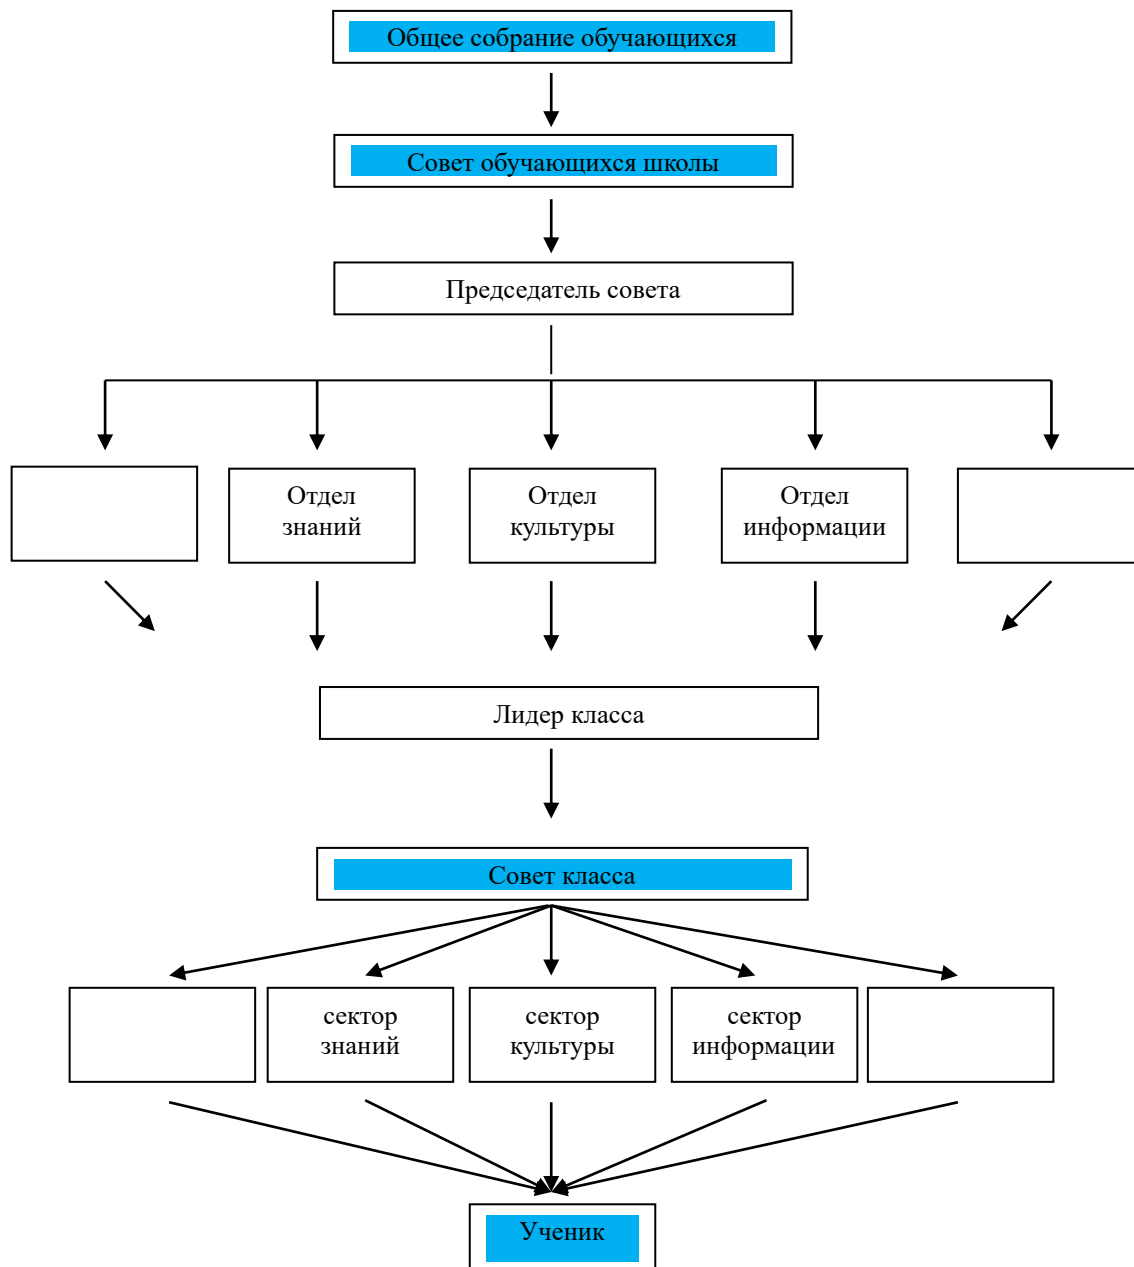 Общее собрание обучающихся
Совет обучающихся школы
Председатель совета
Отдел
знаний
Отдел
культуры
Отдел
информации
Лидер класса
Совет класса
сектор
знаний
сектор
культуры
сектор
информации
Ученик